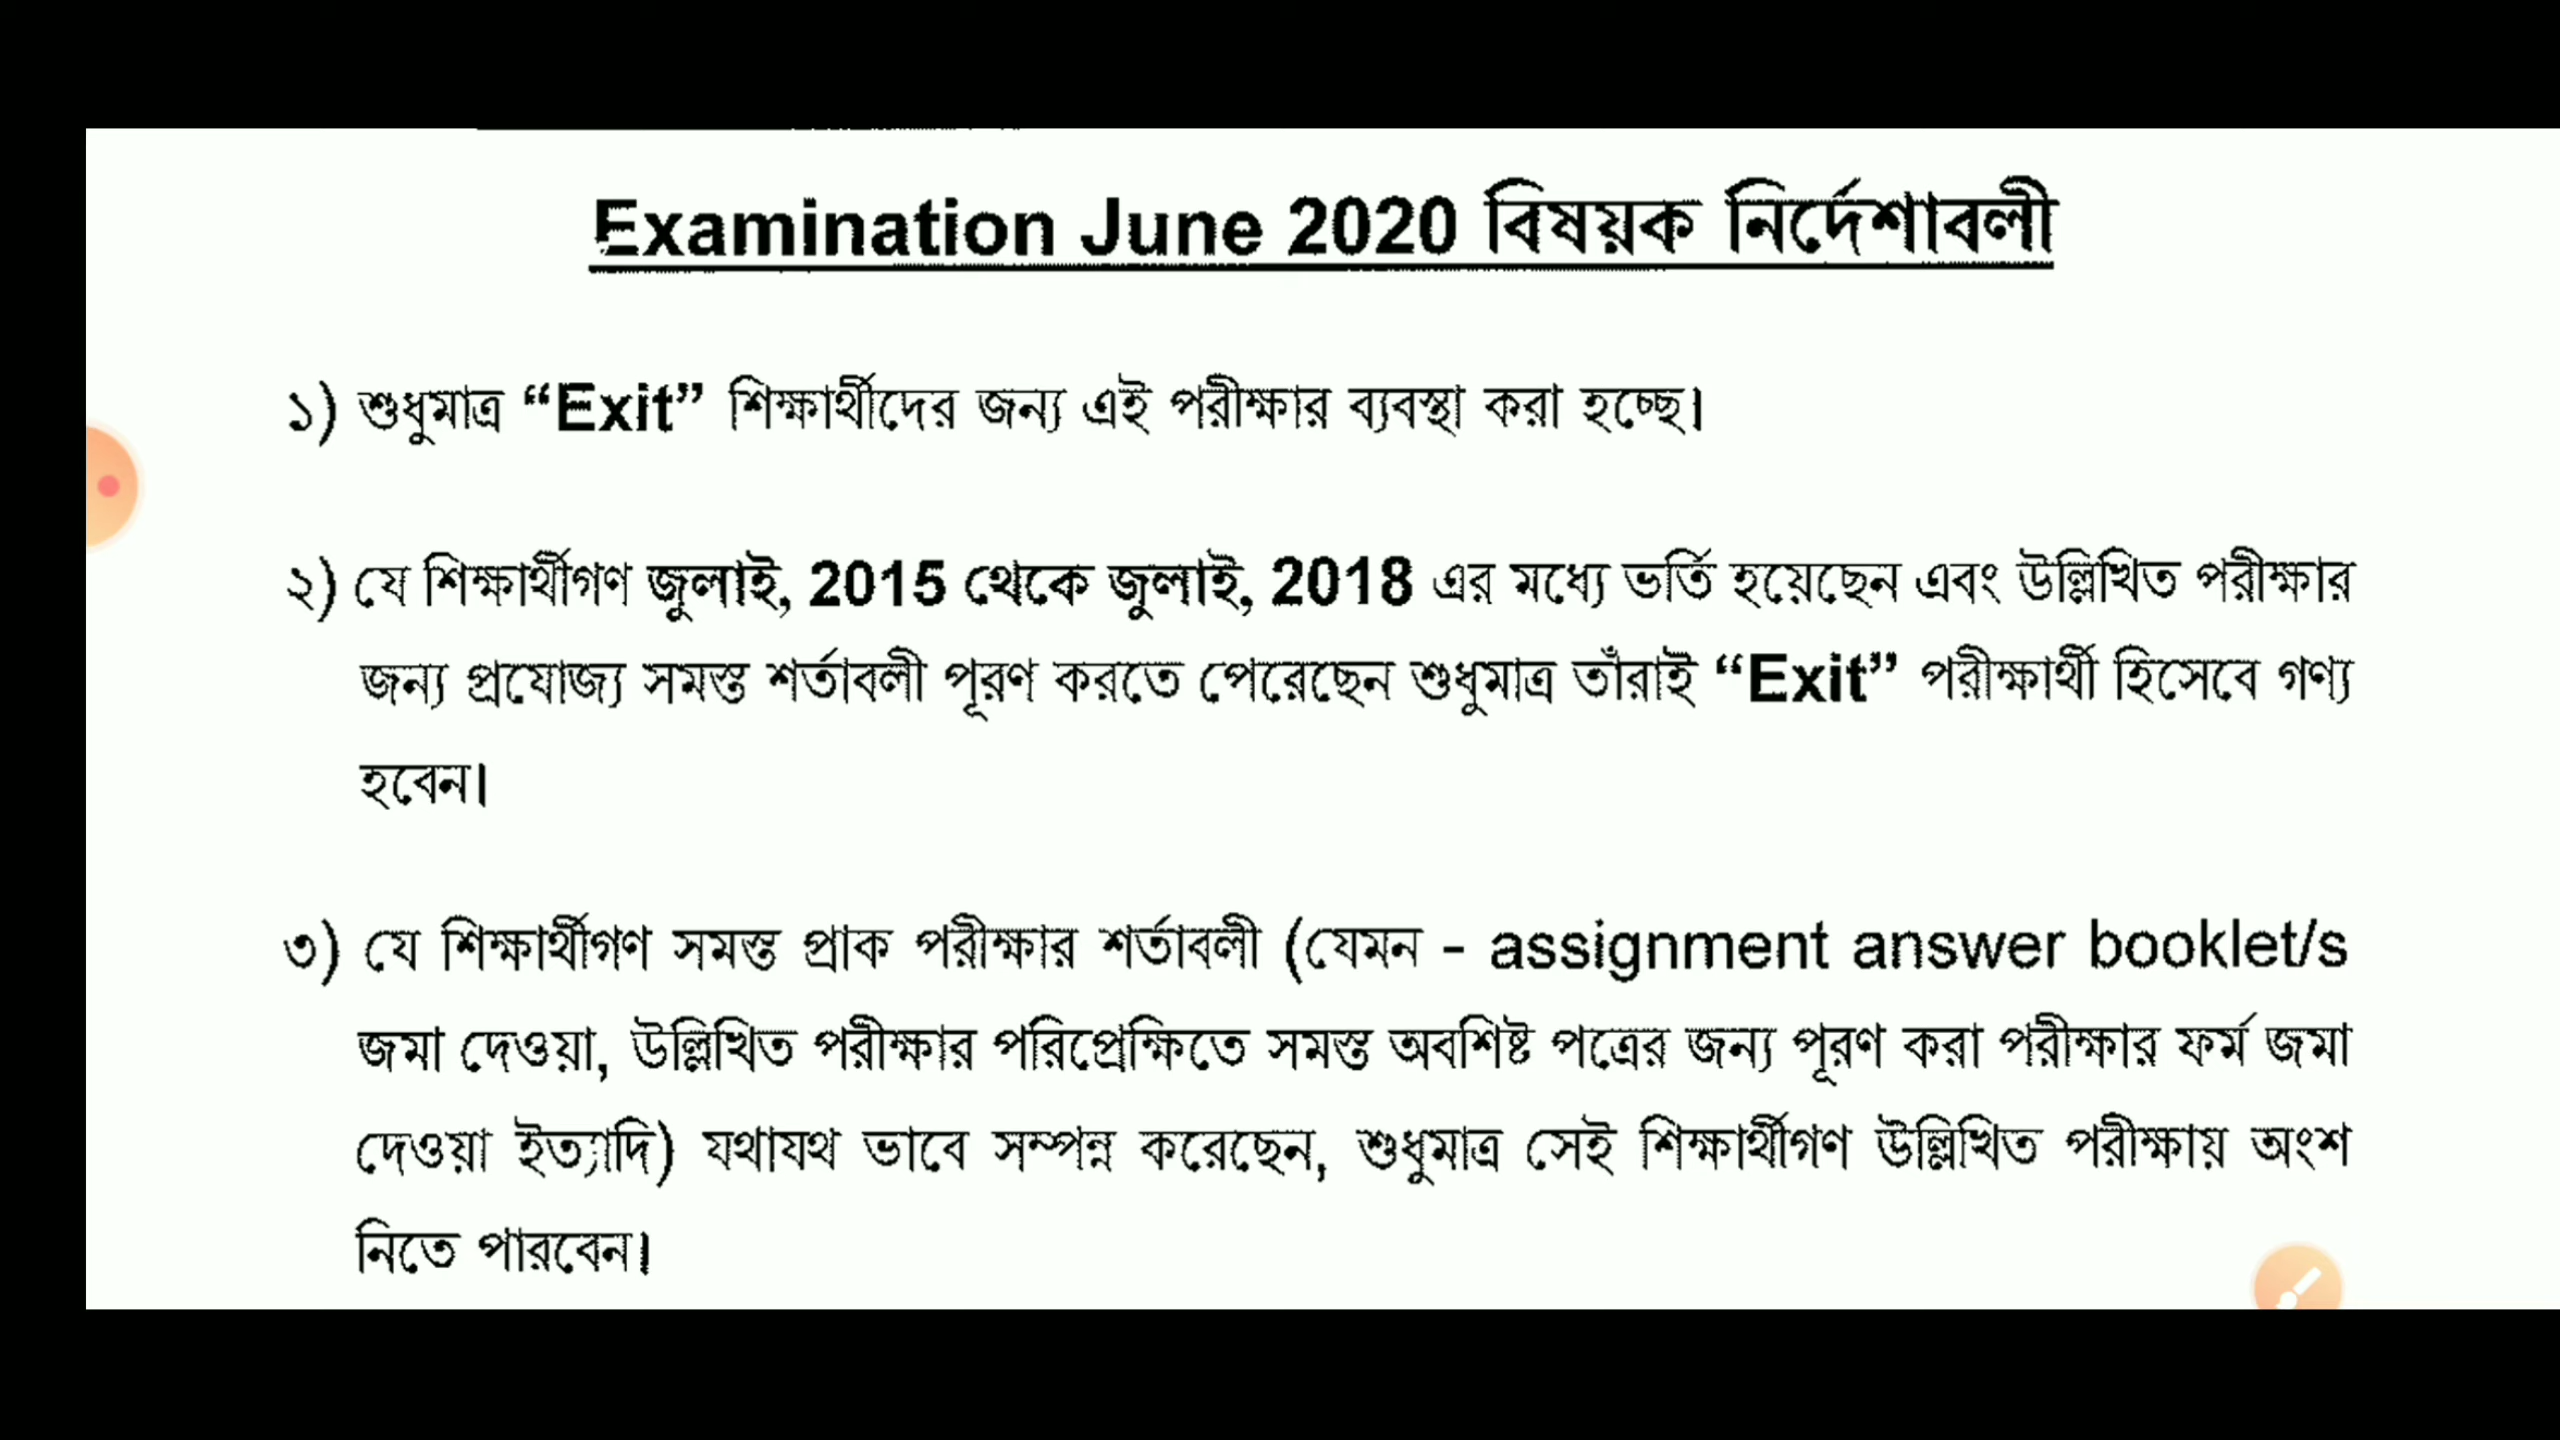 Examination June 2020 বিষয়ক নির্দেশাবলী
১) শুধুমাত্র “Exit” শিক্ষার্থীদের জন্য এই পরীক্ষার ব্যবস্থা করা হচ্ছে।
২) যে শিক্ষার্থীগণ জুলাই, 2015 থেকে জুলাই, 2018 এর মধ্যে ভর্তি হয়েছেন এবং উল্লিখিত পরীক্ষার
জন্য প্রযোজ্য সমস্ত শর্তাবলী পূরণ করতে পেরেছেন শুধুমাত্র তাঁরাই “Exit” পরীক্ষার্থী হিসেবে গণ্য
হবেন।
৩) যে শিক্ষার্থীগণ সমস্ত প্রাক পরীক্ষার শর্তাবলী (যেমন - assignment answer booklet/s
জমা দেওয়া, উল্লিখিত পরীক্ষার পরিপ্রেক্ষিতে সমস্ত অবশিষ্ট পত্রের জন্য পূরণ করা পরীক্ষার ফর্ম জমা
দেওয়া ইত্যাদি) যথাযথ ভাবে সম্পন্ন করেছেন, শুধুমাত্র সেই শিক্ষার্থীগণ উল্লিখিত পরীক্ষায় অংশ
নিতে পারবেন।